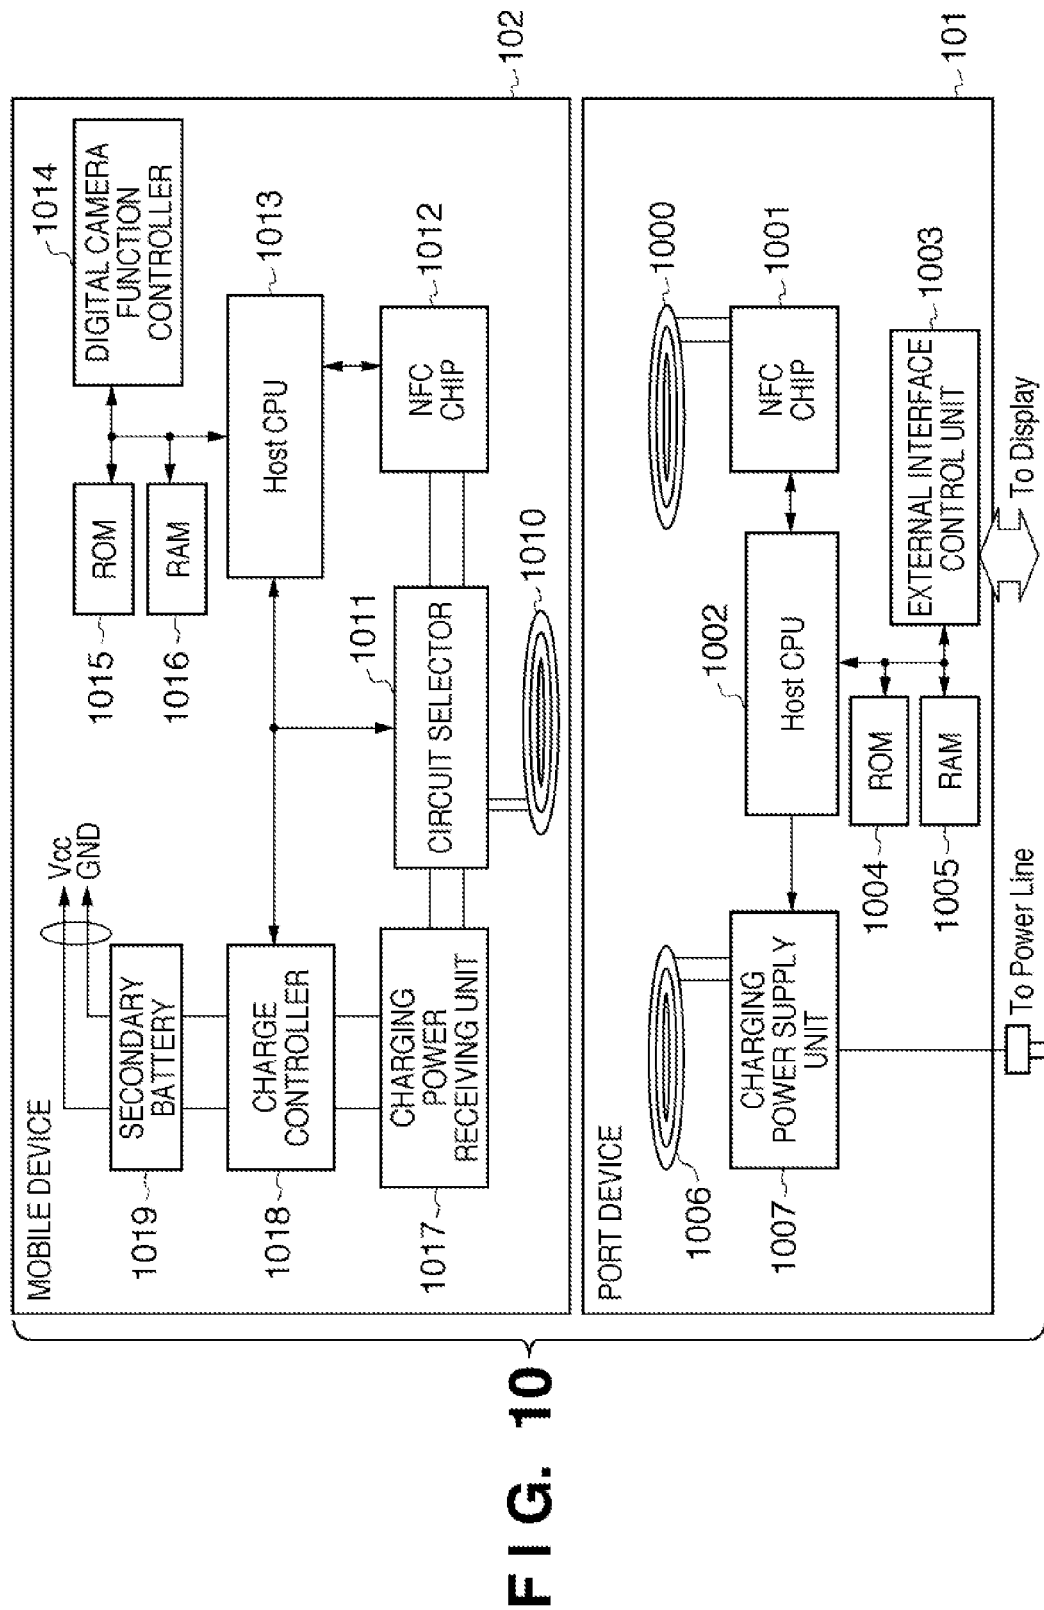 FIG. 10
MOBILE DEVICE
102
1019
SECONDARY
BATTERY
Vcc
GND
1015
ROM
1016
RAM
1014
DIGITAL CAMERA
FUNCTION
CONTROLLER
1018
CHARGE
CONTROLLER
Host CPU
1013
1017
CHARGING
POWER
RECEIVING UNIT
1011
CIRCUIT SELECTOR
NFC
CHIP
1012
1010
PORT DEVICE
101
1006
1000
1007
CHARGING
POWER SUPPLY
UNIT
1002
Host CPU
NFC
CHIP
1001
1004
ROM
1005
RAM
EXTERNAL INTERFACE
CONTROL UNIT
1003
To Power Line
To Display